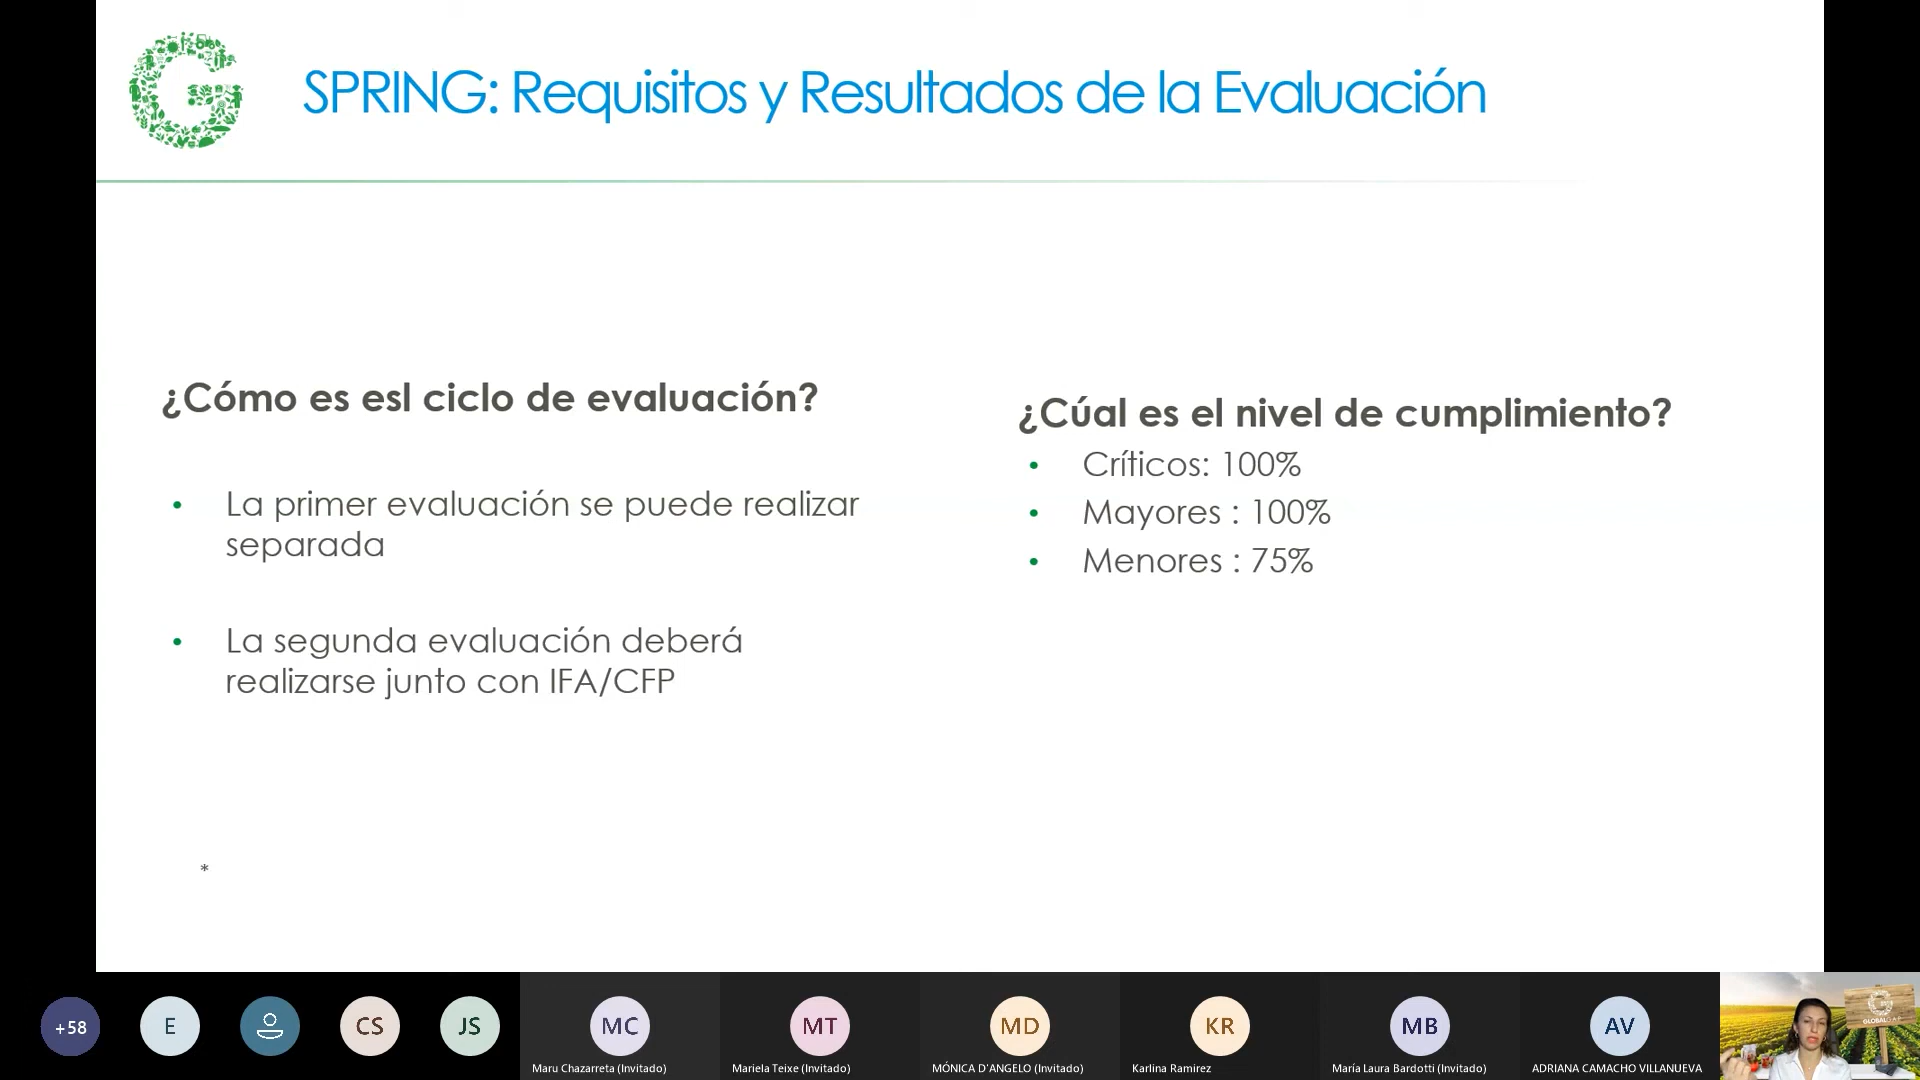 SPRING: Requisitos y Resultados de la Evaluación
¿Cómo es esl ciclo de evaluación?
• La primer evaluación se puede realizar
separada
• La segunda evaluación deberá
realizarse junto con IFA/CFP
*
¿Cúal es el nivel de cumplimiento?
• Críticos: 100%
• Mayores : 100%
• Menores : 75%
+58
E
CS
JS
MC
Maru Chazarreta (Invitado)
MT
Mariela Teixe (Invitado)
MD
MÓNICA D'ANGELO (Invitado)
KR
Karlina Ramirez
MB
María Laura Bardotti (Invitado)
AV
ADRIANA CAMACHO VILLANUEVA